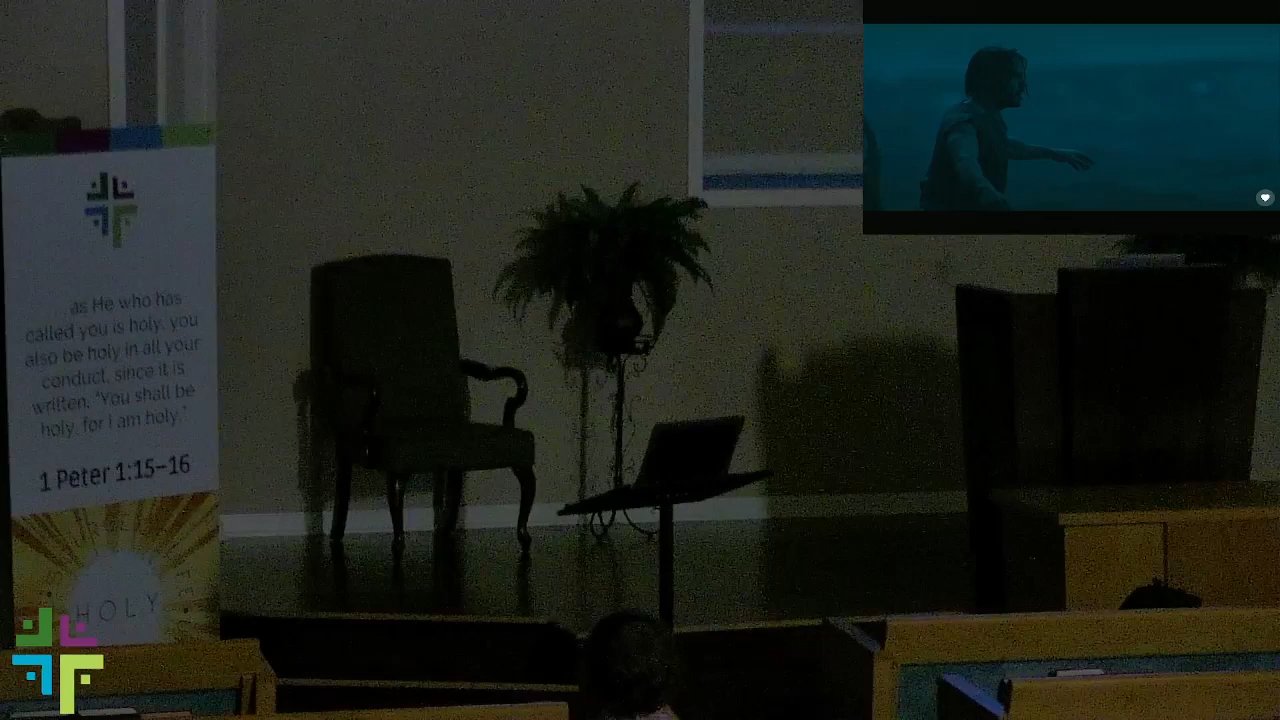 as He who has
called you is holy, you
also be holy in all your
conduct, since it is
written, "You shall be
holy, for I am holy."
1 Peter 1:15–16
HOLY